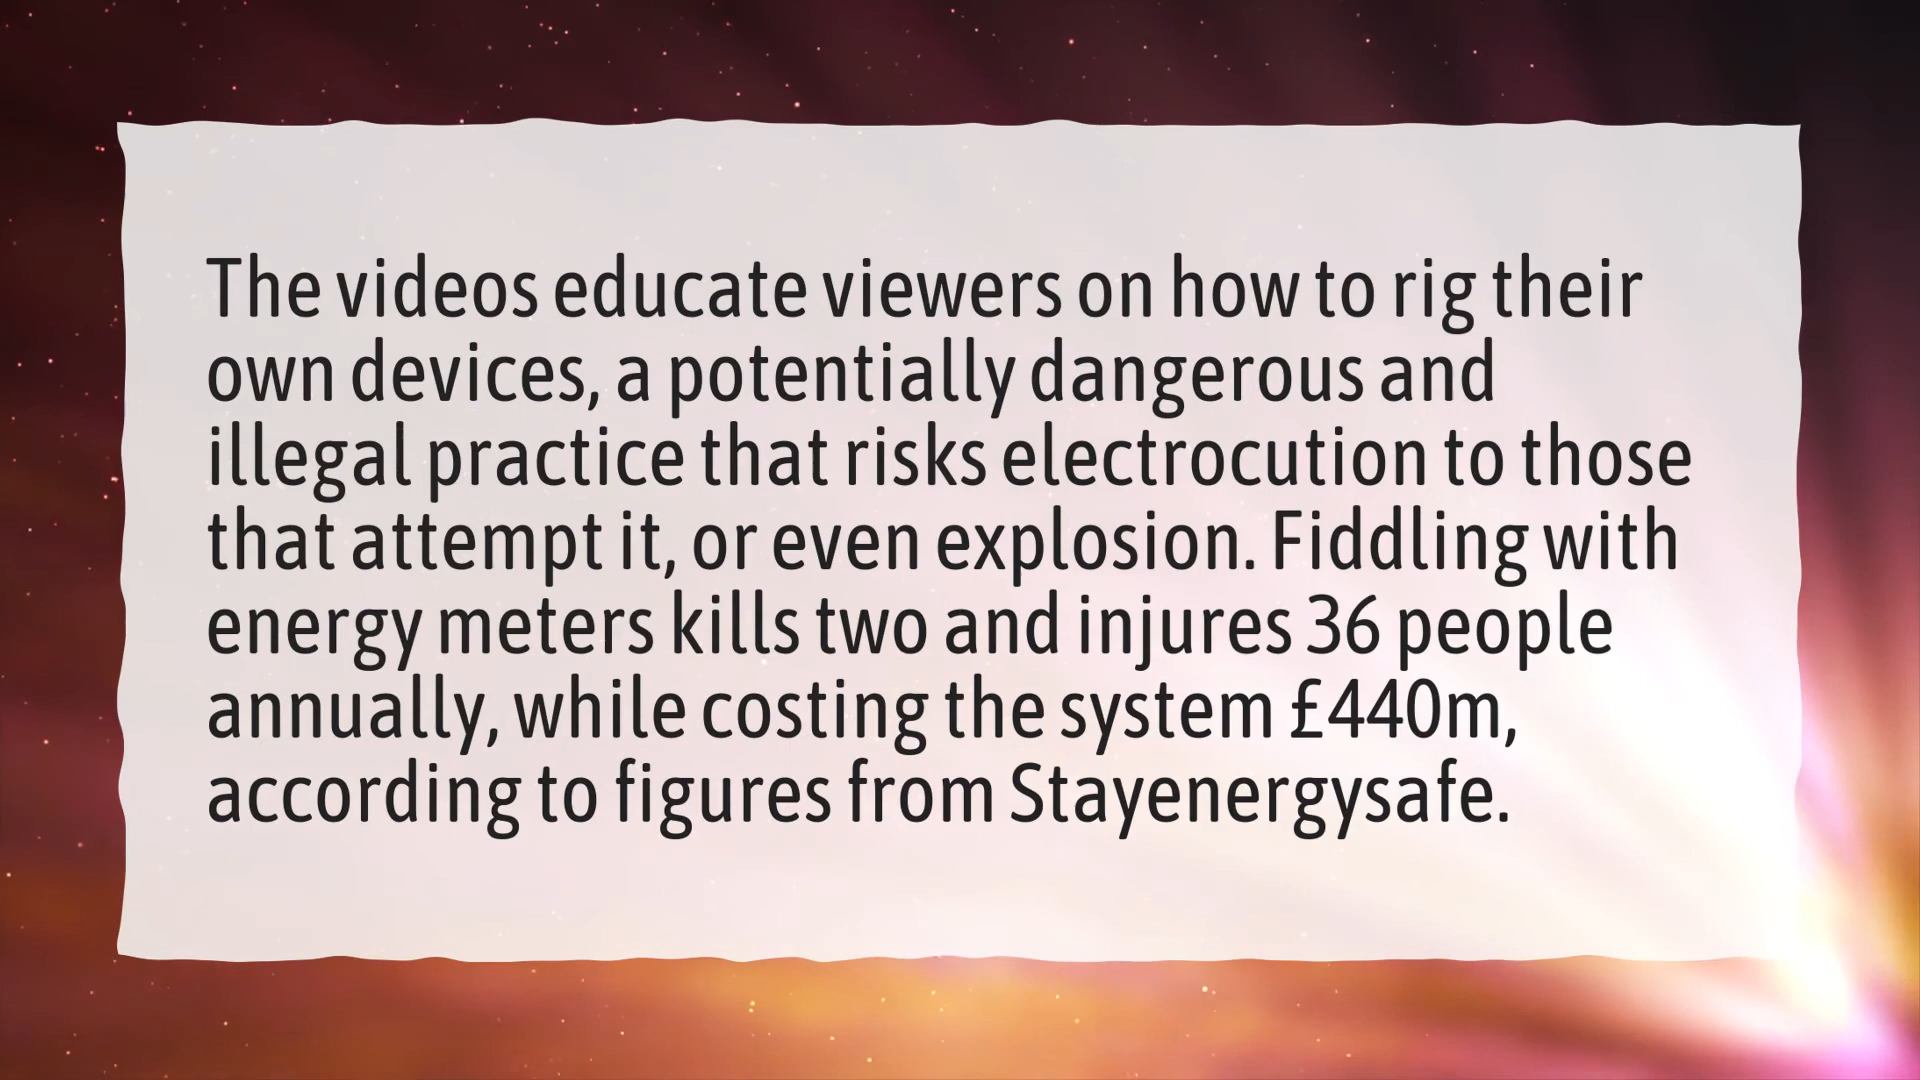 The videos educate viewers on how to rig their
own devices, a potentially dangerous and
illegal practice that risks electrocution to those
that attempt it, or even explosion. Fiddling with
energy meters kills two and injures 36 people
annually, while costing the system £440m,
according to figures from Stayenergysafe.